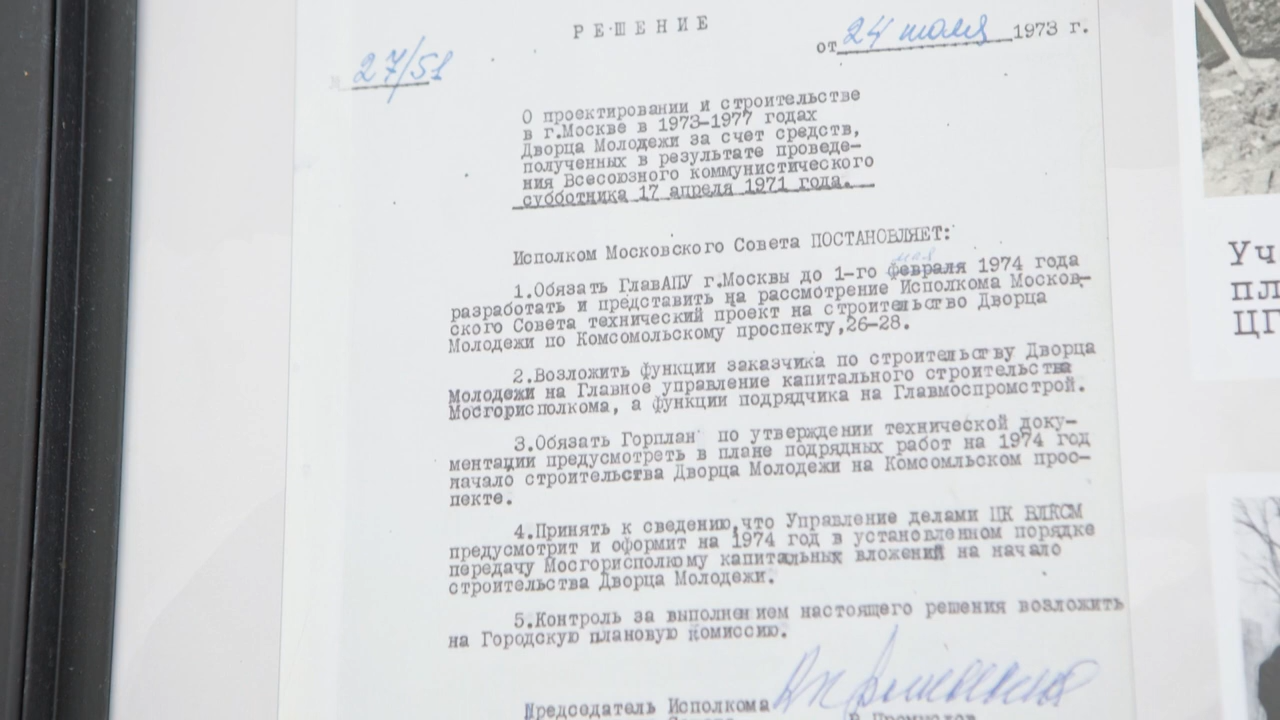 РЕШЕНИЕ
от 24 июля 1973 г.
№ 27/51
О проектировании и строительстве
в г.Москве в 1973-1977 годах
Дворца Молодежи за счет средств,
полученных в результате проведе-
ния Всесоюзного коммунистического
субботника 17 апреля 1971 года.
Исполком Московского Совета ПОСТАНОВЛЯЕТ:
мая
1.Обязать ГлавАПУ г.Москвы до 1-го февраля 1974 года
разработать и представить на рассмотрение Исполкома Москов-
ского Совета технический проект на строительство Дворца
Молодежи по Комсомольскому проспекту,26-28.
2.Возложить функции заказчика по строительству Дворца
Молодежи на Главное управление капитального строительства
Мосгорисполкома, а функции подрядчика на Главмоспромстрой.
3.Обязать Горплан по утверждении технической доку-
ментации предусмотреть в плане подрядных работ на 1974 год
начало строительства Дворца Молодежи на Комсомльском прос-
пекте.
4.Принять к сведению,что Управление делами ЦК ВЛКСМ
предусмотрит и оформит на 1974 год в установленном порядке
передачу Мосгорисполкому капитальных вложений на начало
строительства Дворца Молодежи.
5.Контроль за выполнением настоящего решения возложить
на Городскую плановую комиссию.
Председатель Исполкома
Совета В.Промыслов
Уч
пл
ЦГ